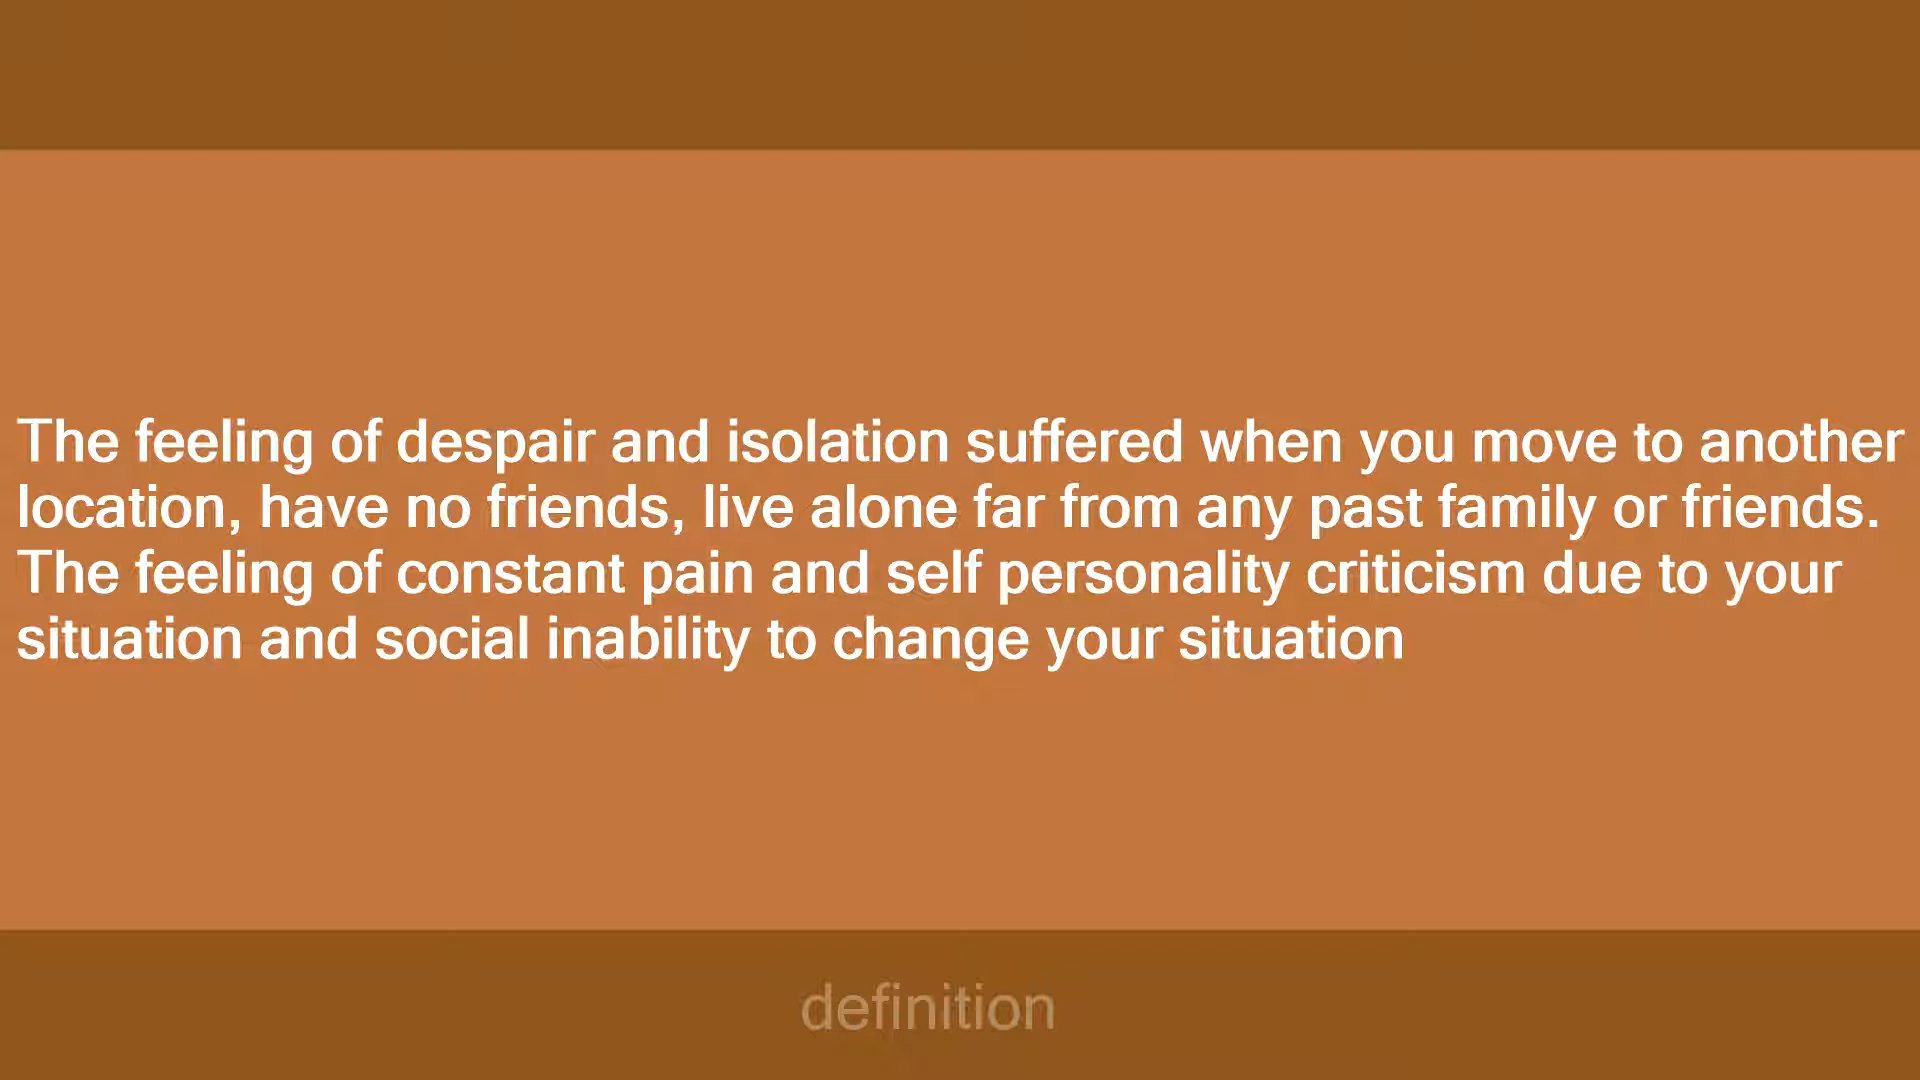 The feeling of despair and isolation suffered when you move to another
location, have no friends, live alone far from any past family or friends.
The feeling of constant pain and self personality criticism due to your
situation and social inability to change your situation
definition